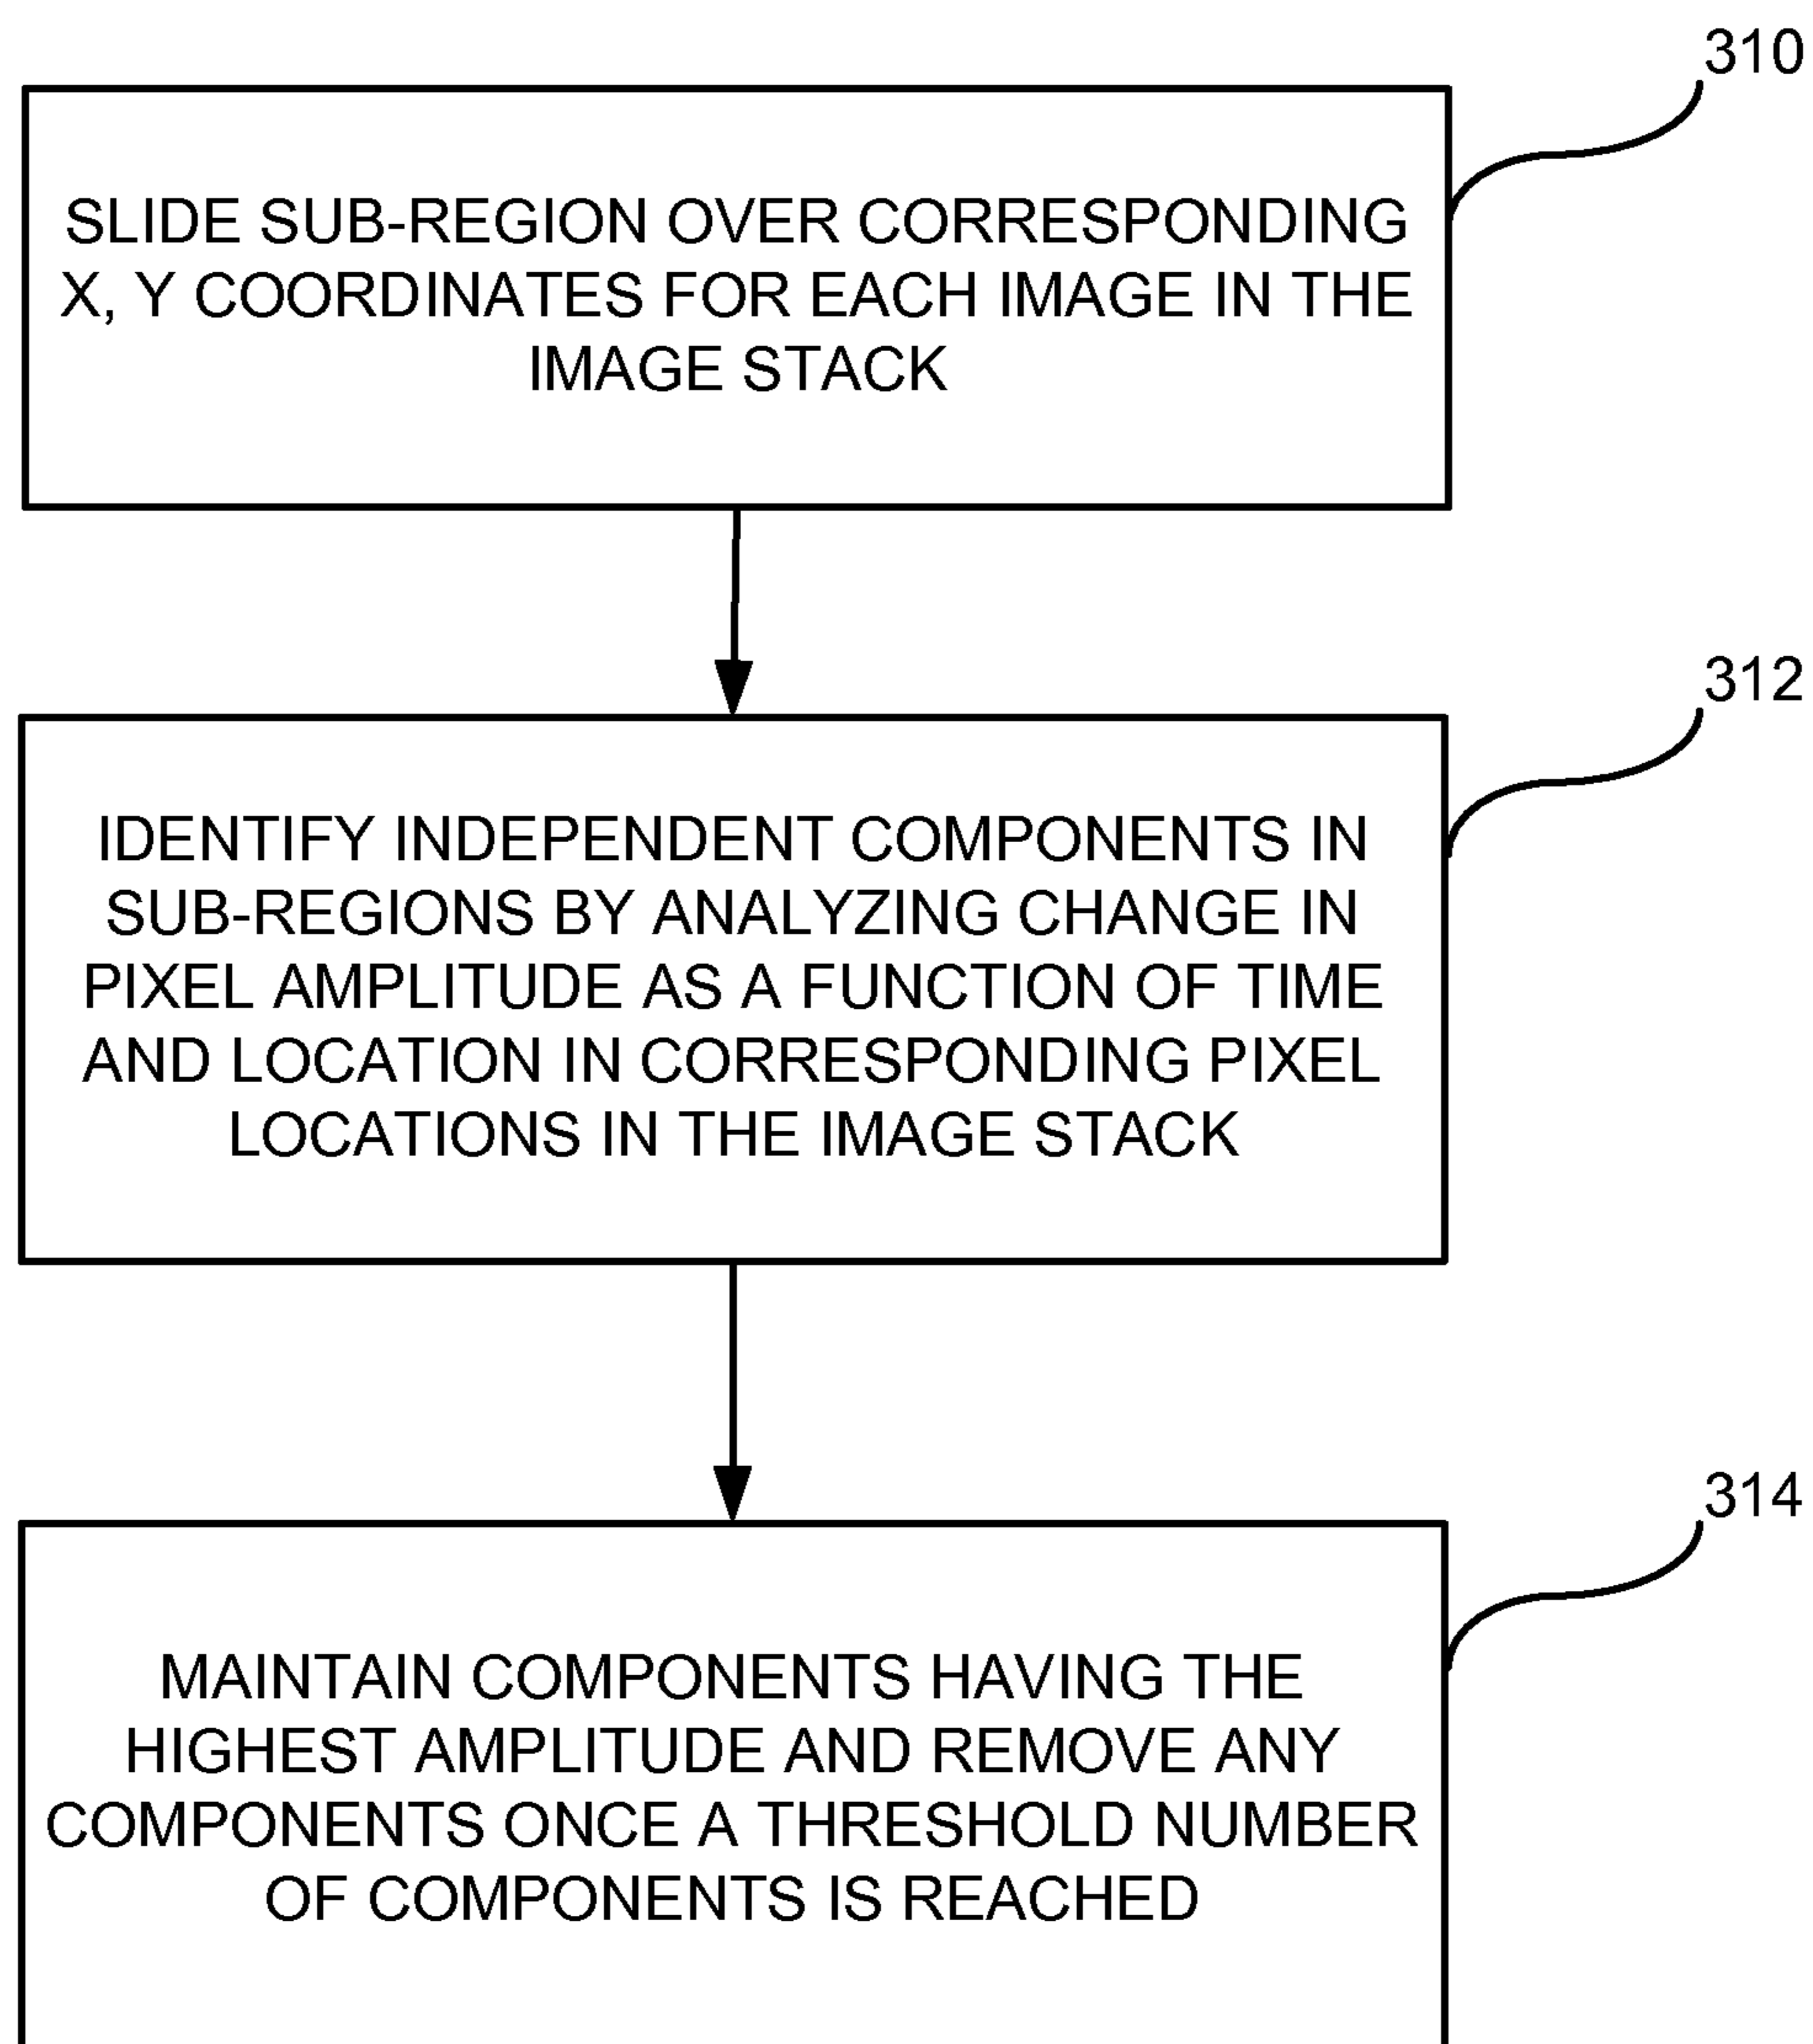 310
SLIDE SUB-REGION OVER CORRESPONDING
X, Y COORDINATES FOR EACH IMAGE IN THE
IMAGE STACK
312
IDENTIFY INDEPENDENT COMPONENTS IN
SUB-REGIONS BY ANALYZING CHANGE IN
PIXEL AMPLITUDE AS A FUNCTION OF TIME
AND LOCATION IN CORRESPONDING PIXEL
LOCATIONS IN THE IMAGE STACK
314
MAINTAIN COMPONENTS HAVING THE
HIGHEST AMPLITUDE AND REMOVE ANY
COMPONENTS ONCE A THRESHOLD NUMBER
OF COMPONENTS IS REACHED